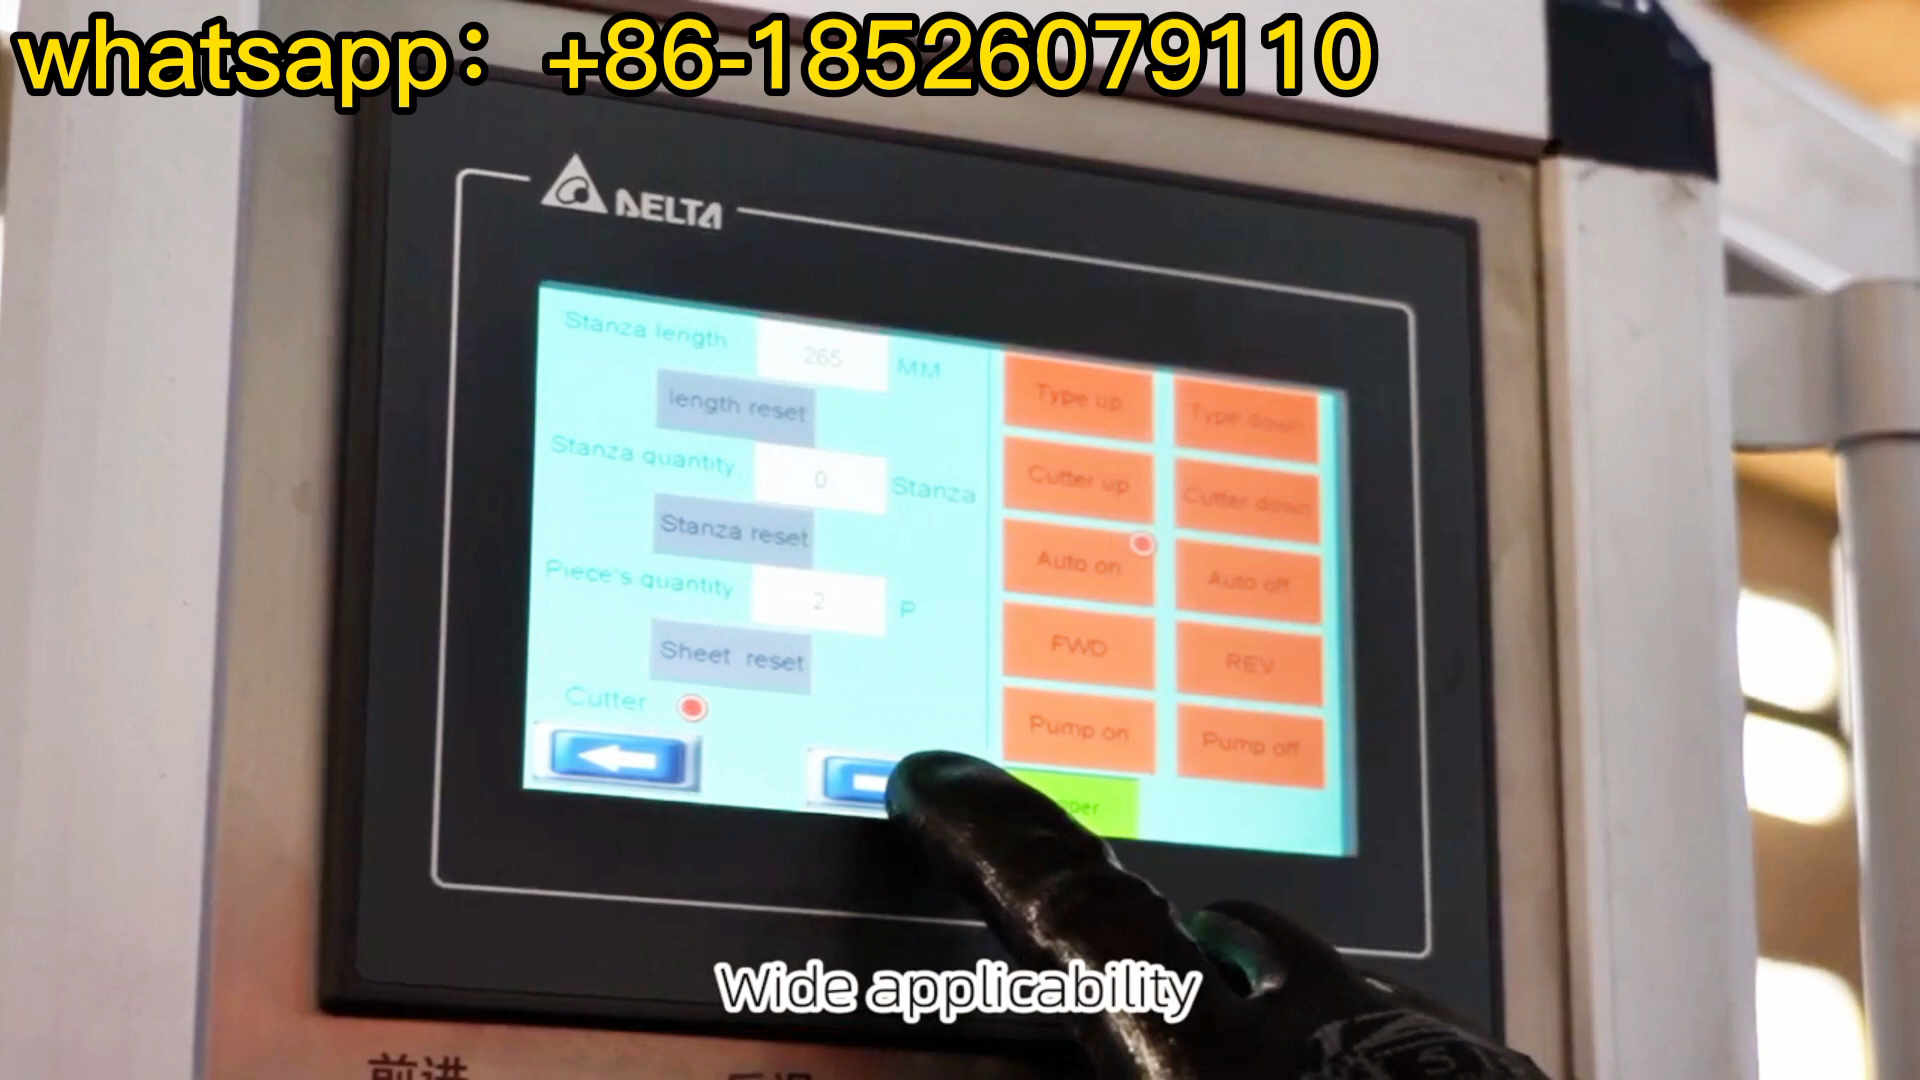 whatsapp：+86-18526079110
DELTA
Stanza length 265 MM
length reset
Stanza quantity 0 Stanza
Stanza reset
Piece's quantity 2 P
Sheet reset
Cutter
Type up Type down
Cutter up Cutter down
Auto on Auto off
FWD REV
Pump on Pump off
Wide applicability
前进 后退